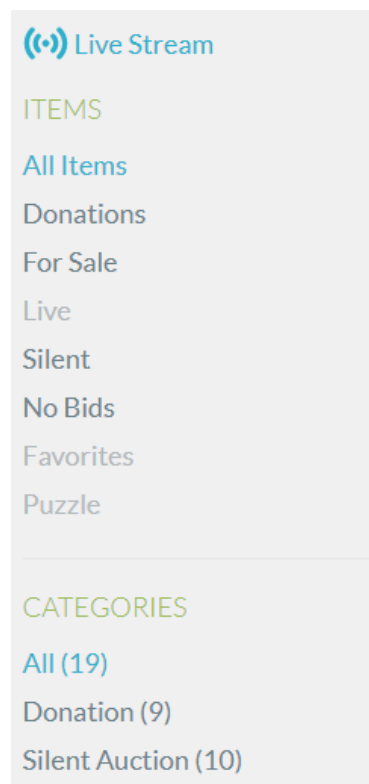 Live Stream
ITEMS
All Items
Donations
For Sale
Live
Silent
No Bids
Favorites
Puzzle
CATEGORIES
All (19)
Donation (9)
Silent Auction (10)